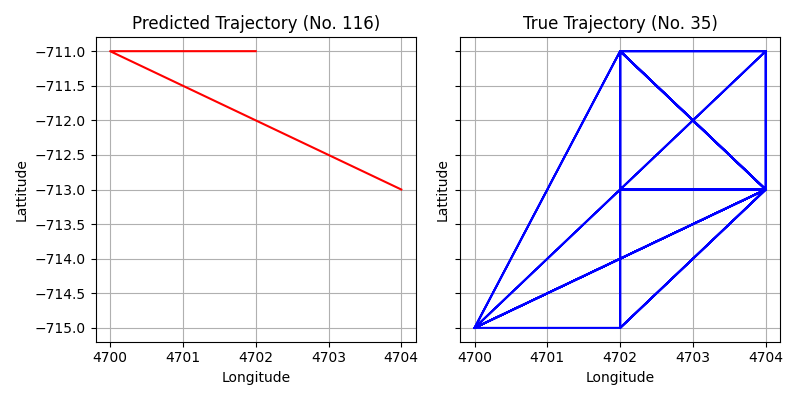 Predicted Trajectory (No. 116)
Lattitude
−711.0
−711.5
−712.0
−712.5
−713.0
−713.5
−714.0
−714.5
−715.0
4700 4701 4702 4703 4704
Longitude
True Trajectory (No. 35)
Lattitude
4700 4701 4702 4703 4704
Longitude